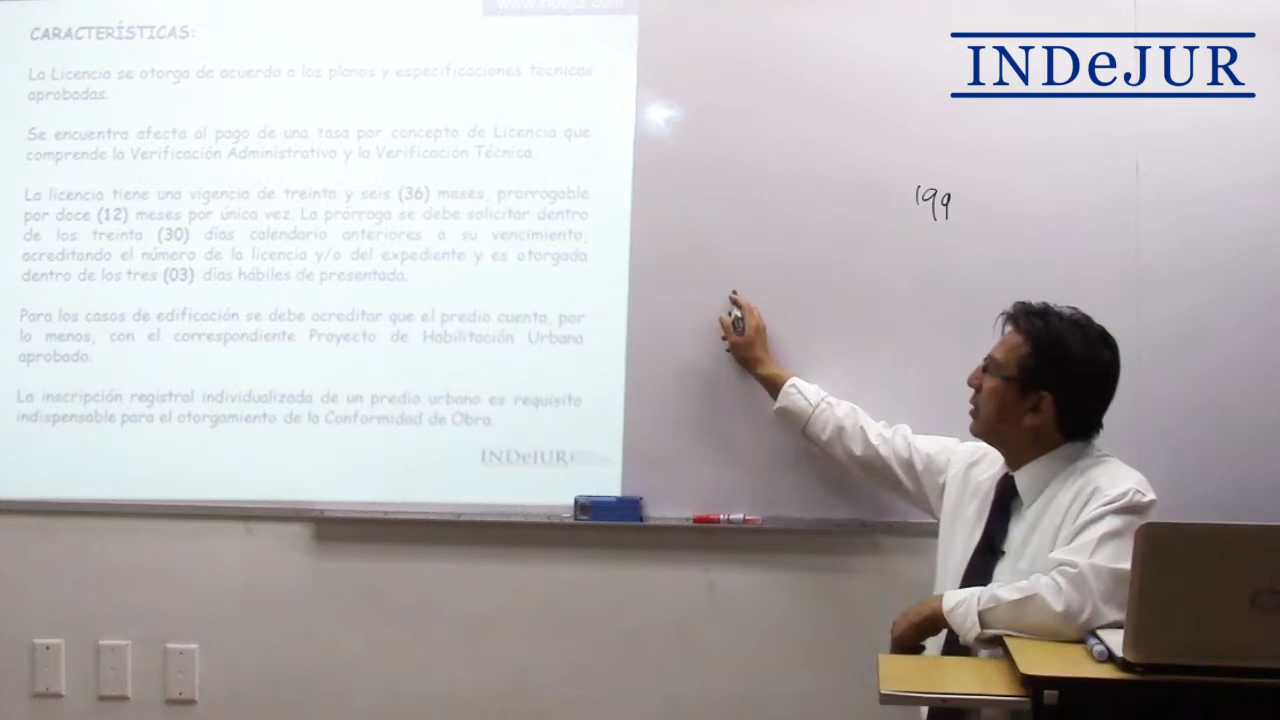 www.indejur.com
CARACTERÍSTICAS:
La Licencia se otorga de acuerdo a los planos y especificaciones técnicas
aprobadas.
Se encuentra afecta al pago de una tasa por concepto de Licencia que
comprende la Verificación Administrativa y la Verificación Técnica.
La licencia tiene una vigencia de treinta y seis (36) meses, prorrogable
por doce (12) meses por única vez. La prórroga se debe solicitar dentro
de los treinta (30) días calendario anteriores a su vencimiento,
acreditando el número de la licencia y/o del expediente y es otorgada
dentro de los tres (03) días hábiles de presentada.
Para los casos de edificación se debe acreditar que el predio cuenta, por
lo menos, con el correspondiente Proyecto de Habilitación Urbana
aprobado.
La inscripción registral individualizada de un predio urbano es requisito
indispensable para el otorgamiento de la Conformidad de Obra.
INDeJUR
INDeJUR
199